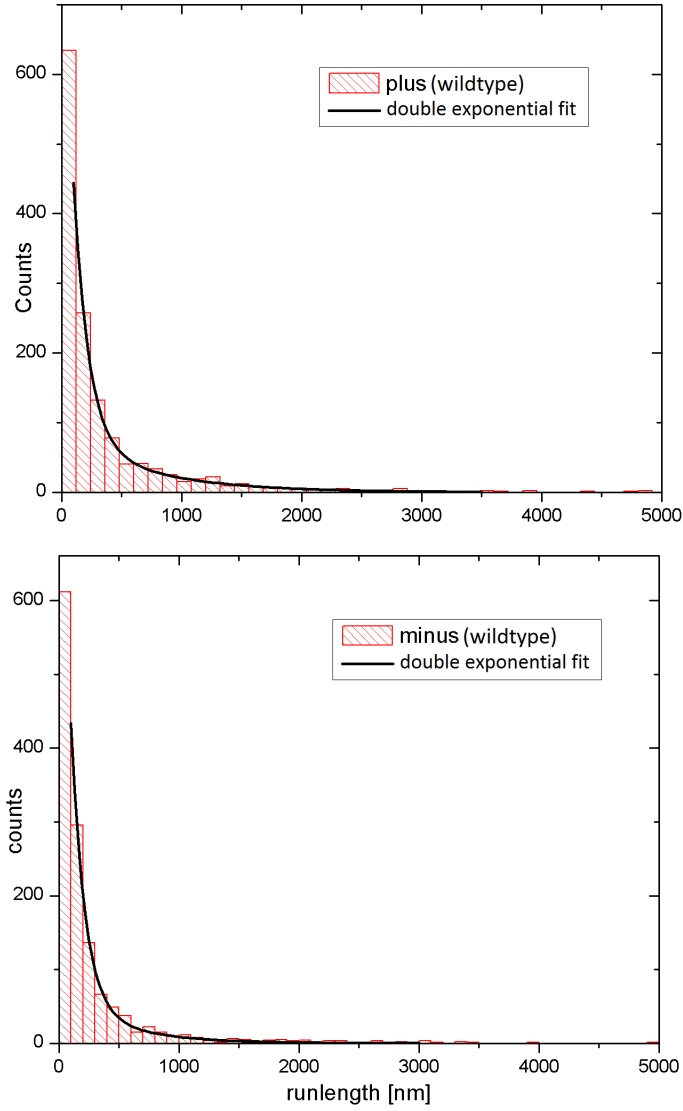 600
400
200
0
Counts
plus (wildtype)
double exponential fit
0 1000 2000 3000 4000 5000
600
400
200
0
counts
minus (wildtype)
double exponential fit
0 1000 2000 3000 4000 5000
runlength [nm]